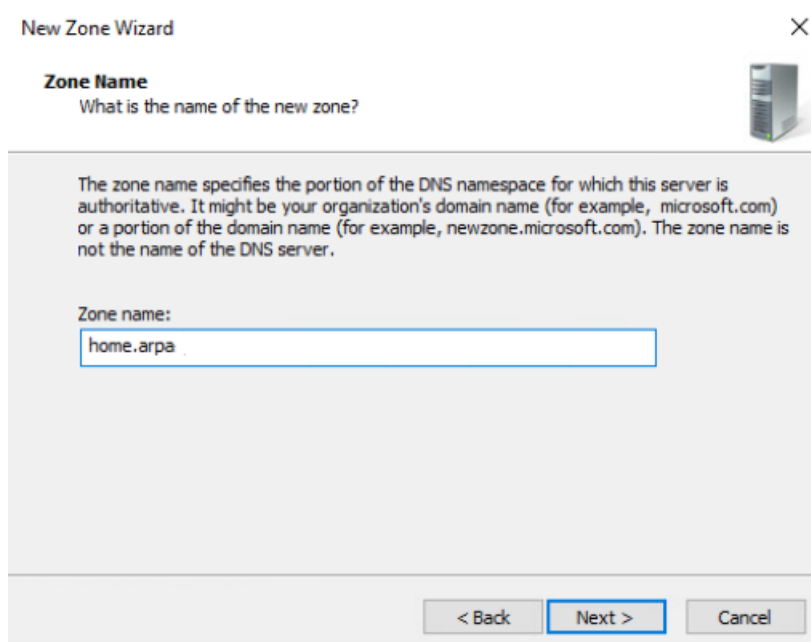 New Zone Wizard
Zone Name
What is the name of the new zone?
The zone name specifies the portion of the DNS namespace for which this server is
authoritative. It might be your organization's domain name (for example, microsoft.com)
or a portion of the domain name (for example, newzone.microsoft.com). The zone name is
not the name of the DNS server.
Zone name:
home.arpa
< Back Next > Cancel